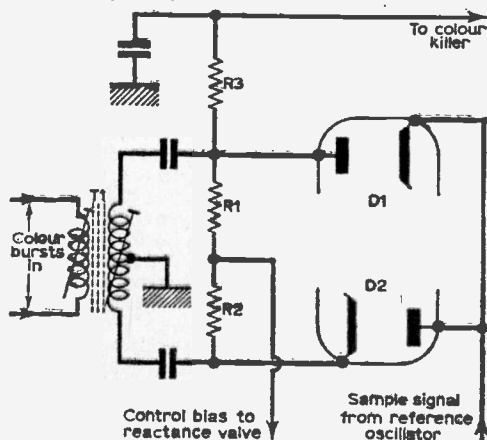 To colour
killer
R3
T1
R1
D1
Colour
bursts
in
D2
R2
Control bias to
reactance valve
Sample signal
from reference
oscillator